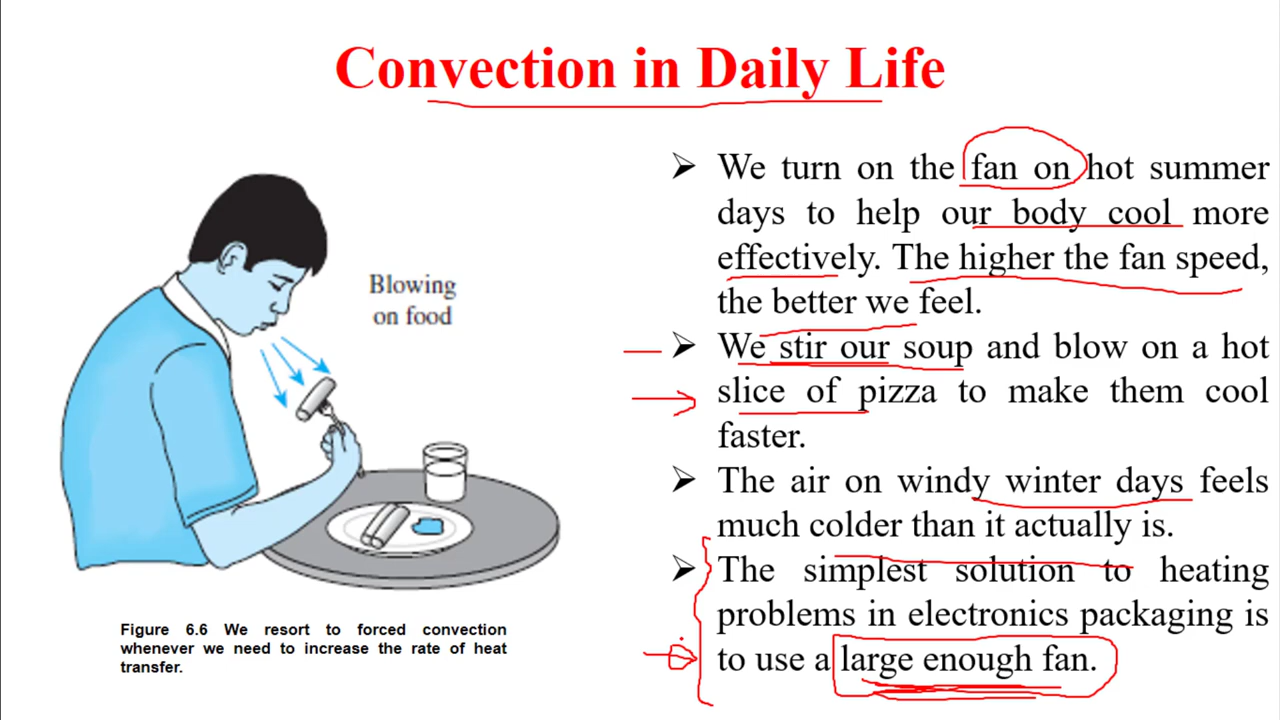 Convection in Daily Life
Blowing
on food
Figure 6.6 We resort to forced convection
whenever we need to increase the rate of heat
transfer.
➢ We turn on the fan on hot summer
days to help our body cool more
effectively. The higher the fan speed,
the better we feel.
➢ We stir our soup and blow on a hot
slice of pizza to make them cool
faster.
➢ The air on windy winter days feels
much colder than it actually is.
➢ The simplest solution to heating
problems in electronics packaging is
to use a large enough fan.